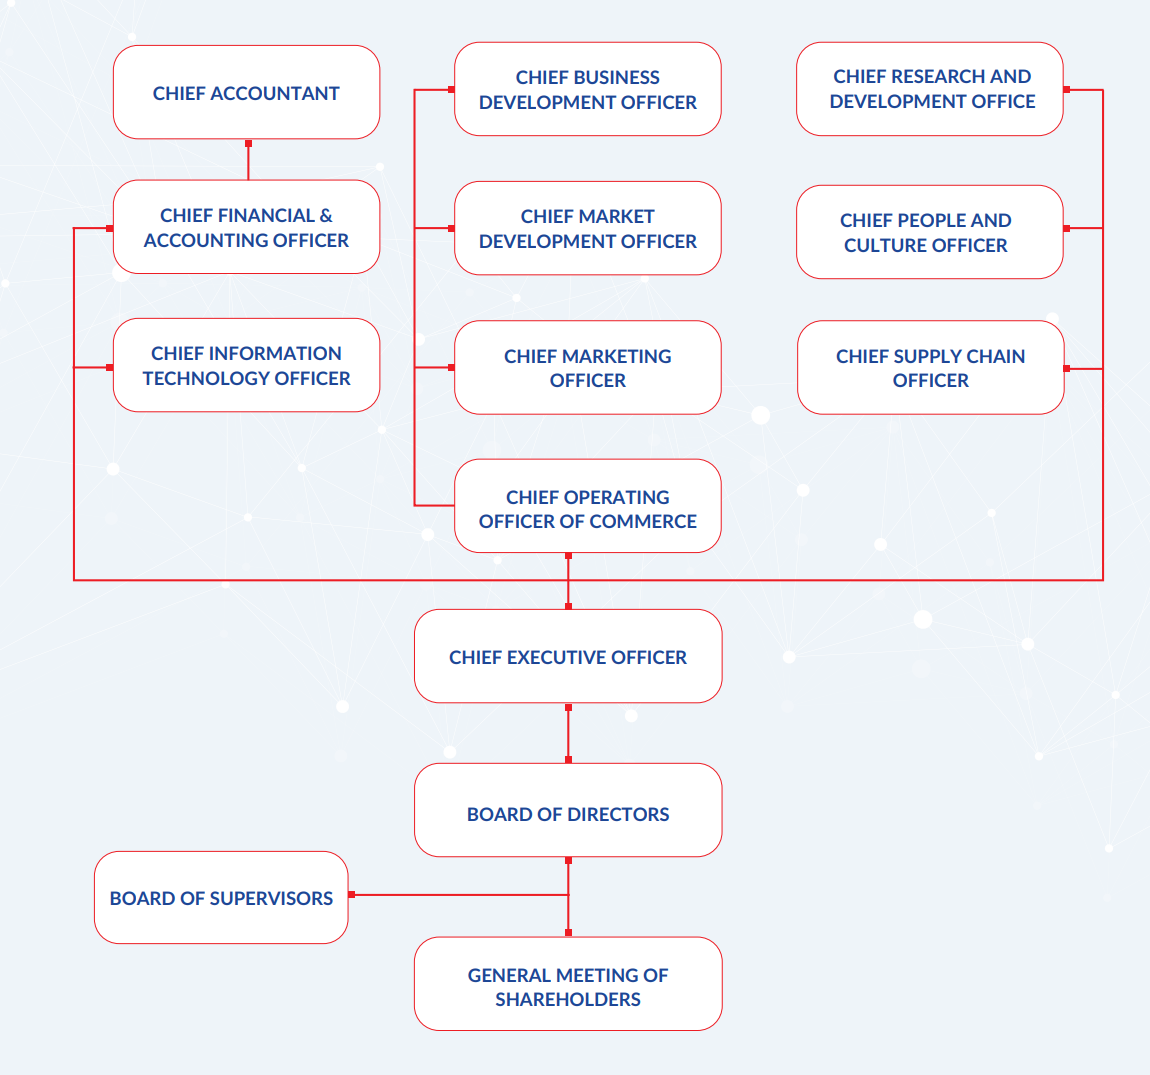 CHIEF ACCOUNTANT
CHIEF BUSINESS
DEVELOPMENT OFFICER
CHIEF RESEARCH AND
DEVELOPMENT OFFICE
CHIEF FINANCIAL &
ACCOUNTING OFFICER
CHIEF MARKET
DEVELOPMENT OFFICER
CHIEF PEOPLE AND
CULTURE OFFICER
CHIEF INFORMATION
TECHNOLOGY OFFICER
CHIEF MARKETING
OFFICER
CHIEF SUPPLY CHAIN
OFFICER
CHIEF OPERATING
OFFICER OF COMMERCE
CHIEF EXECUTIVE OFFICER
BOARD OF DIRECTORS
BOARD OF SUPERVISORS
GENERAL MEETING OF
SHAREHOLDERS